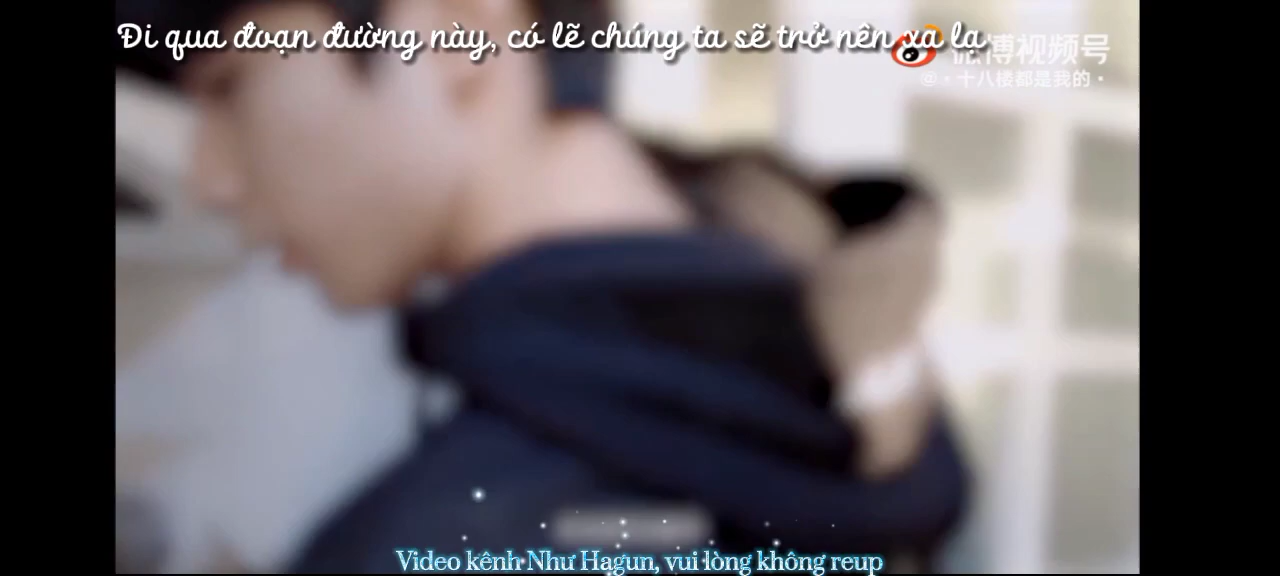 Đi qua đoạn đường này, có lẽ chúng ta sẽ trở nên xa lạ
微博视频号
@·十八楼都是我的·
Video kênh Như Hagun, vui lòng không reup